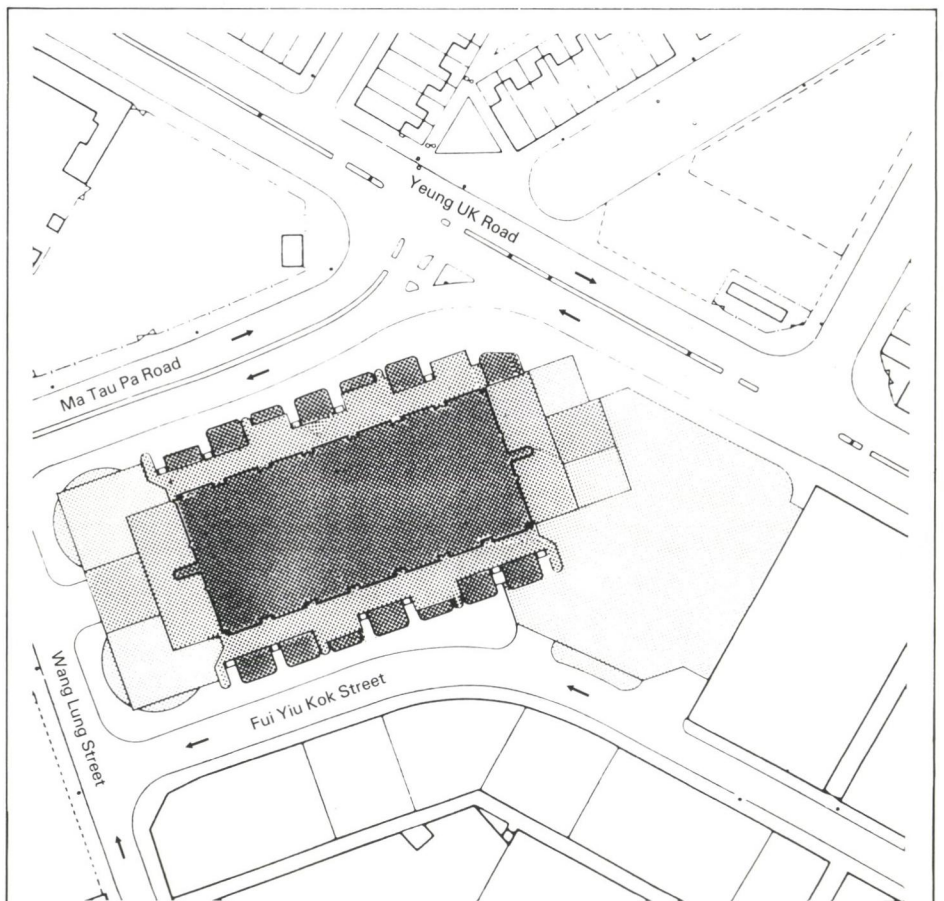 Yeung UK Road
Ma Tau Pa Road
Fui Yiu Kok Street
Wang Lung Street